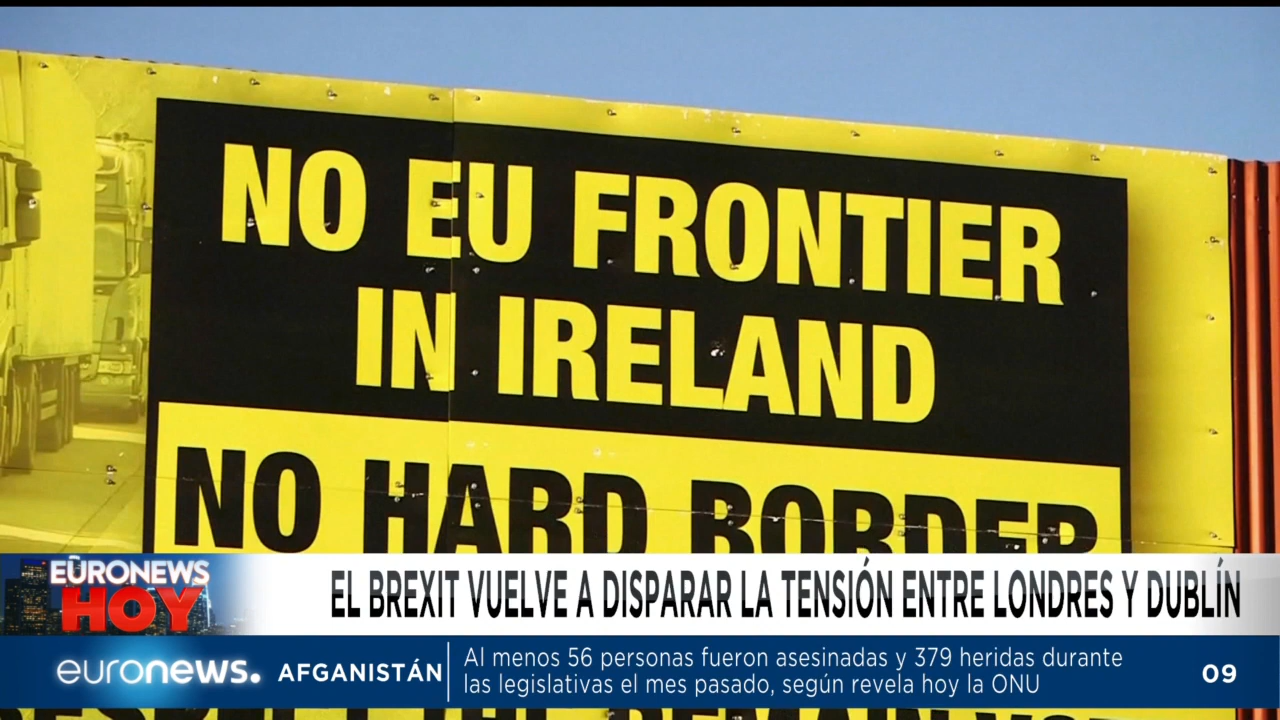 NO EU FRONTIER
IN IRELAND
NO HARD BORDER
EURONEWS
HOY
EL BREXIT VUELVE A DISPARAR LA TENSIÓN ENTRE LONDRES Y DUBLÍN
euronews.
AFGANISTÁN
Al menos 56 personas fueron asesinadas y 379 heridas durante
las legislativas el mes pasado, según revela hoy la ONU
09